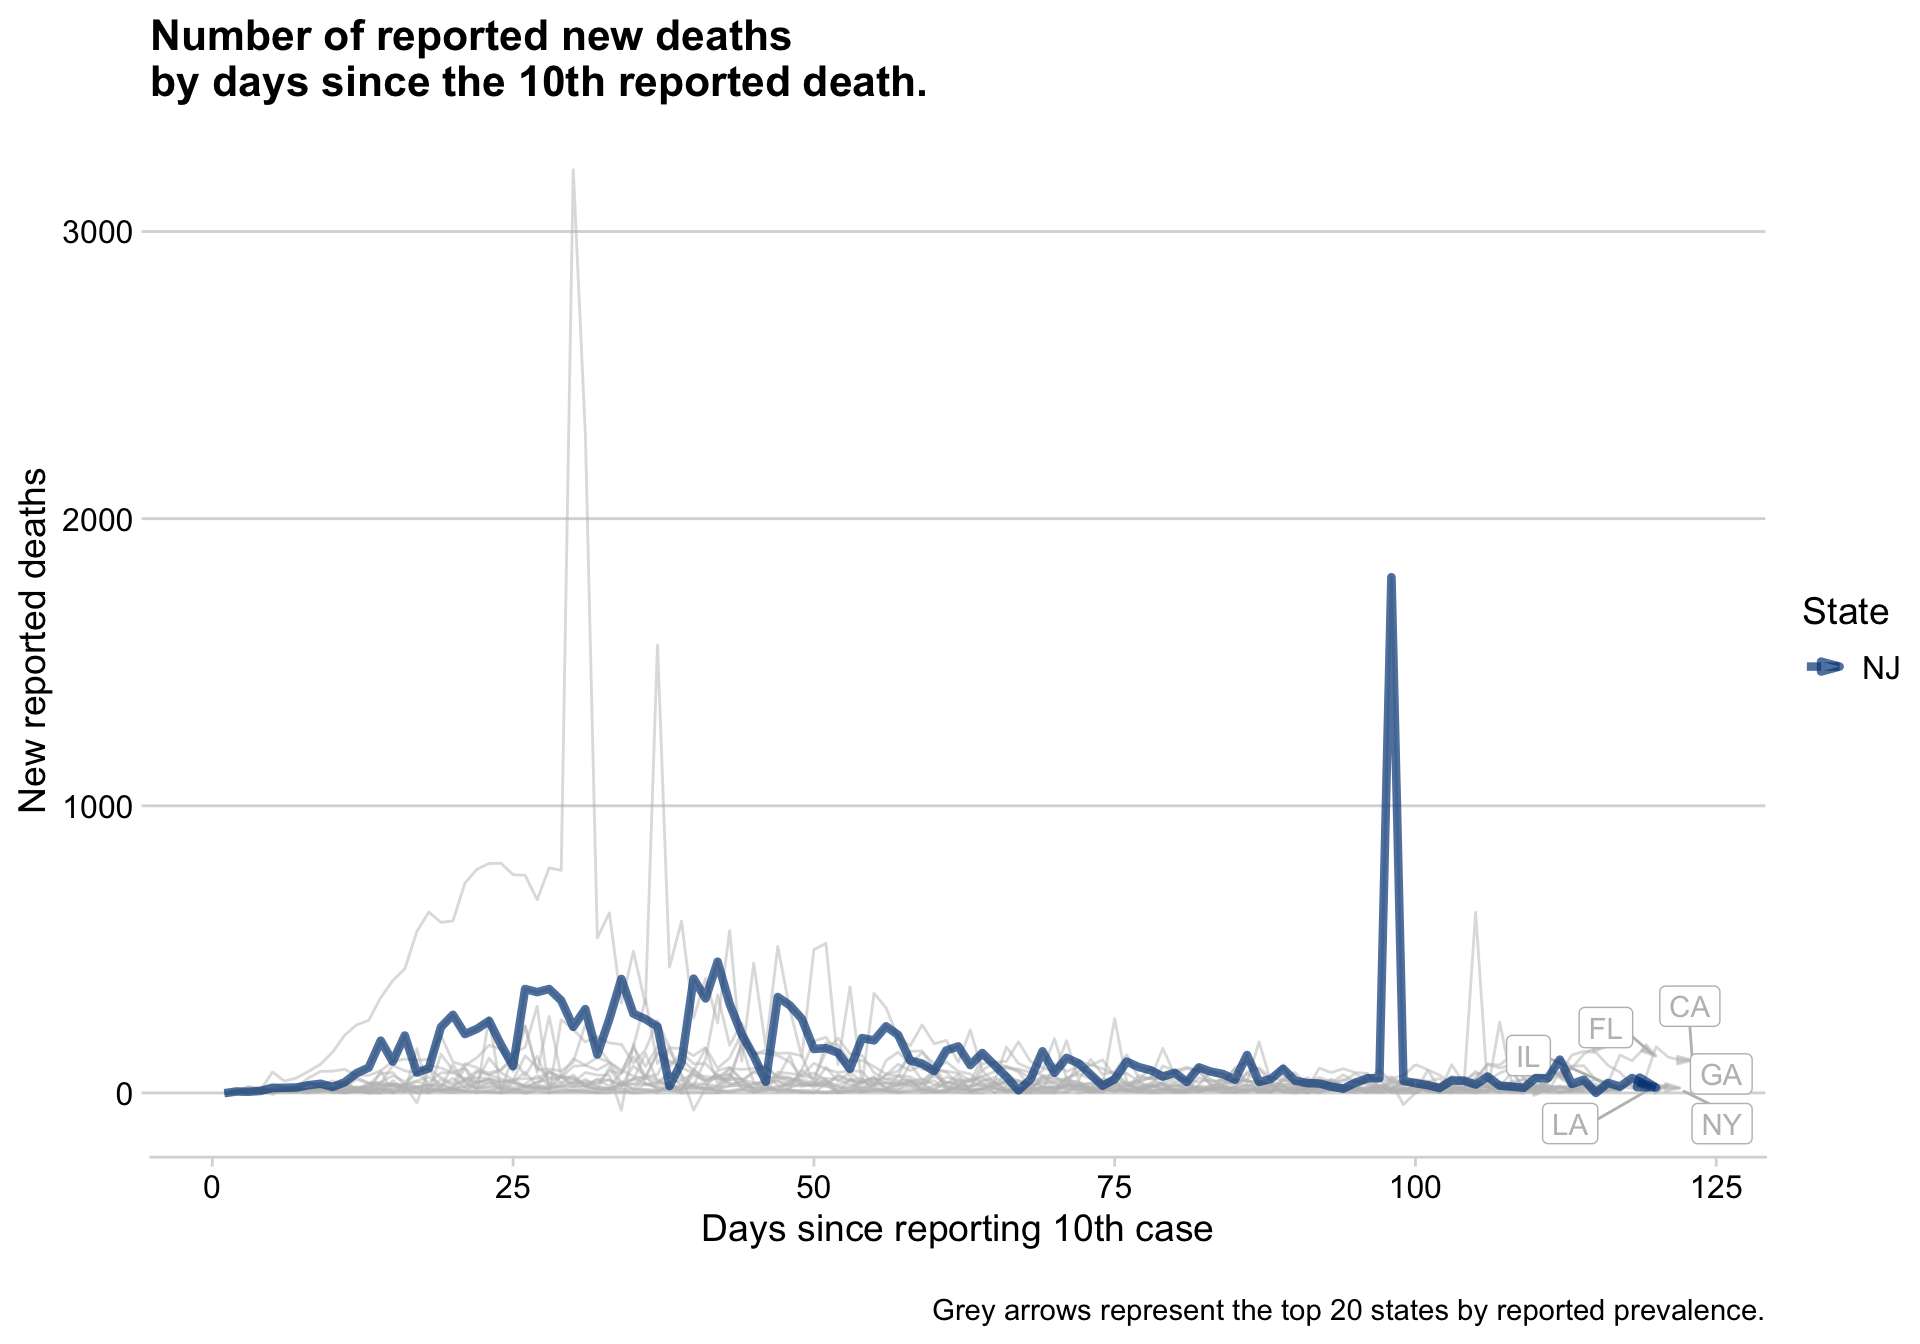 Number of reported new deaths
by days since the 10th reported death.
New reported deaths
3000
2000
1000
0
0 25 50 75 100 125
Days since reporting 10th case
CA
FL
IL
GA
LA
NY
State
NJ
Grey arrows represent the top 20 states by reported prevalence.